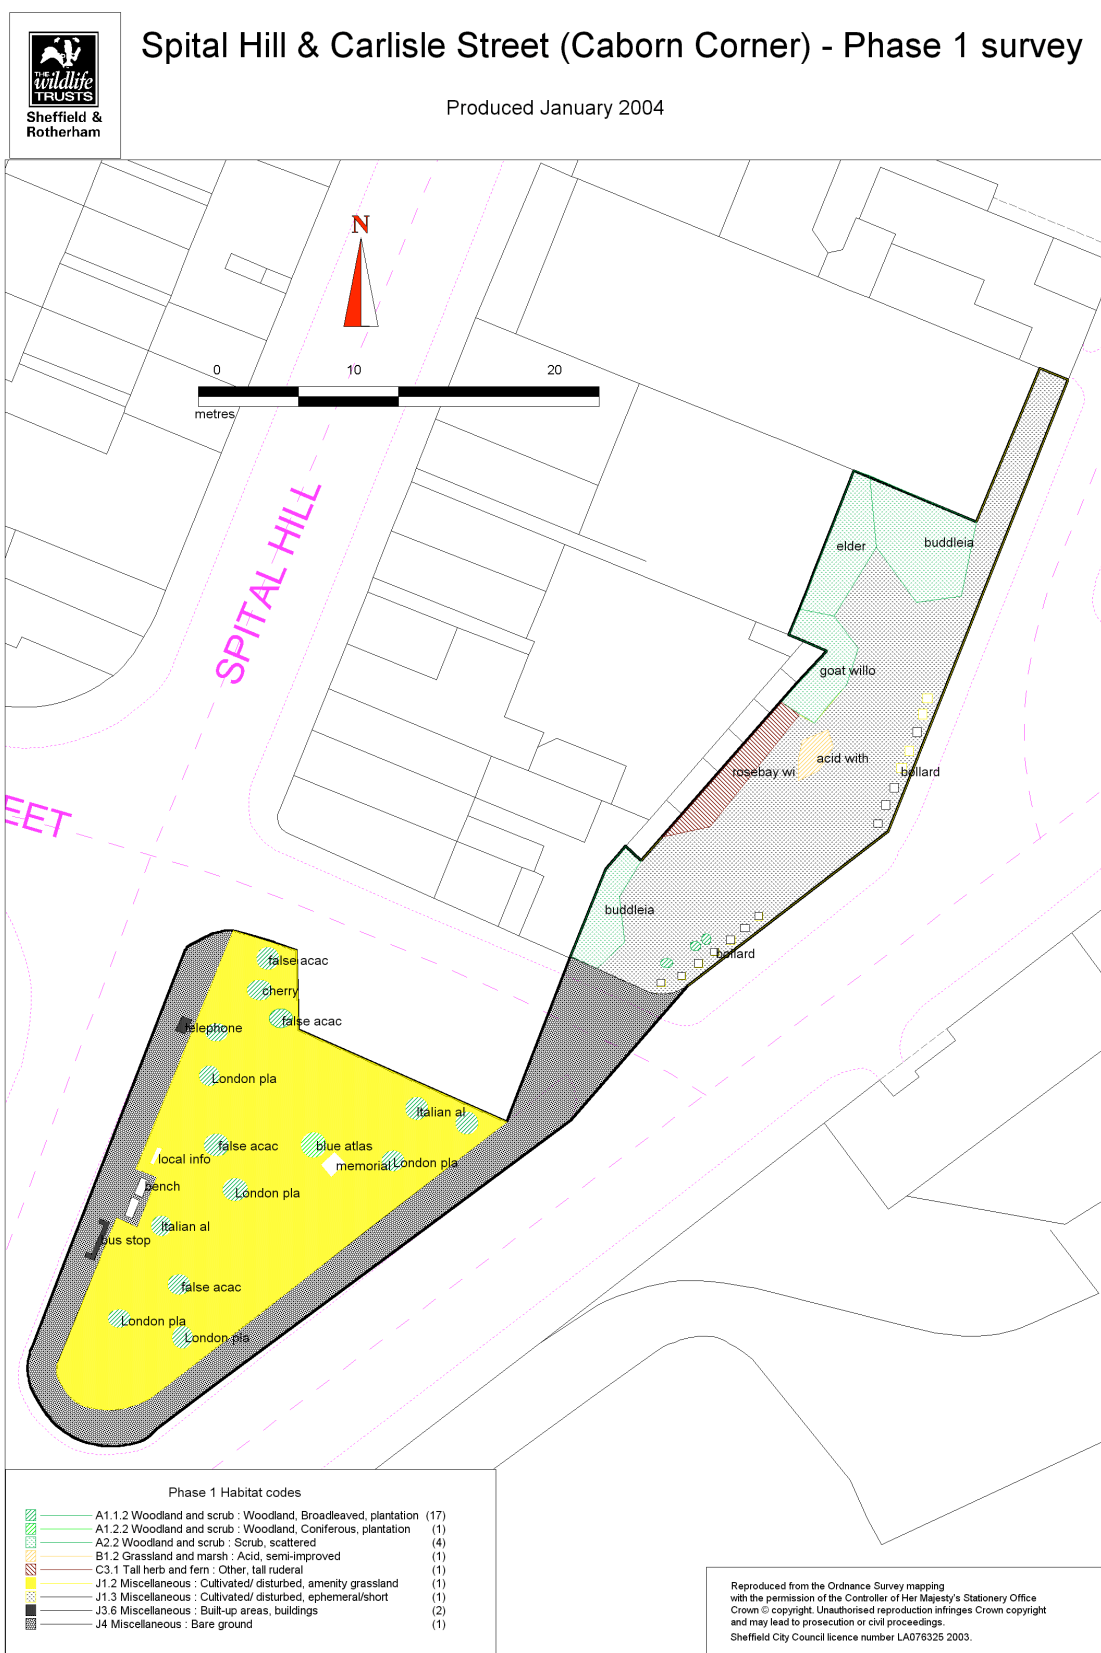 Spital Hill & Carlisle Street (Caborn Corner) - Phase 1 survey
Produced January 2004
THE
wildlife
TRUSTS
Sheffield &
Rotherham
N
0 10 20
metres
SPITAL HILL
EET
elder
buddleia
goat willo
rosebay wi
acid with
bollard
buddleia
bollard
false acac
cherry
false acac
telephone
London pla
Italian al
false acac
blue atlas
local info
memorial
London pla
bench
London pla
Italian al
bus stop
false acac
London pla
London pla
Phase 1 Habitat codes
A1.1.2 Woodland and scrub : Woodland, Broadleaved, plantation (17)
A1.2.2 Woodland and scrub : Woodland, Coniferous, plantation (1)
A2.2 Woodland and scrub : Scrub, scattered (4)
B1.2 Grassland and marsh : Acid, semi-improved (1)
C3.1 Tall herb and fern : Other, tall ruderal (1)
J1.2 Miscellaneous : Cultivated/ disturbed, amenity grassland (1)
J1.3 Miscellaneous : Cultivated/ disturbed, ephemeral/short (1)
J3.6 Miscellaneous : Built-up areas, buildings (2)
J4 Miscellaneous : Bare ground (1)
Reproduced from the Ordnance Survey mapping
with the permission of the Controller of Her Majesty's Stationery Office
Crown © copyright. Unauthorised reproduction infringes Crown copyright
and may lead to prosecution or civil proceedings.
Sheffield City Council licence number LA076325 2003.